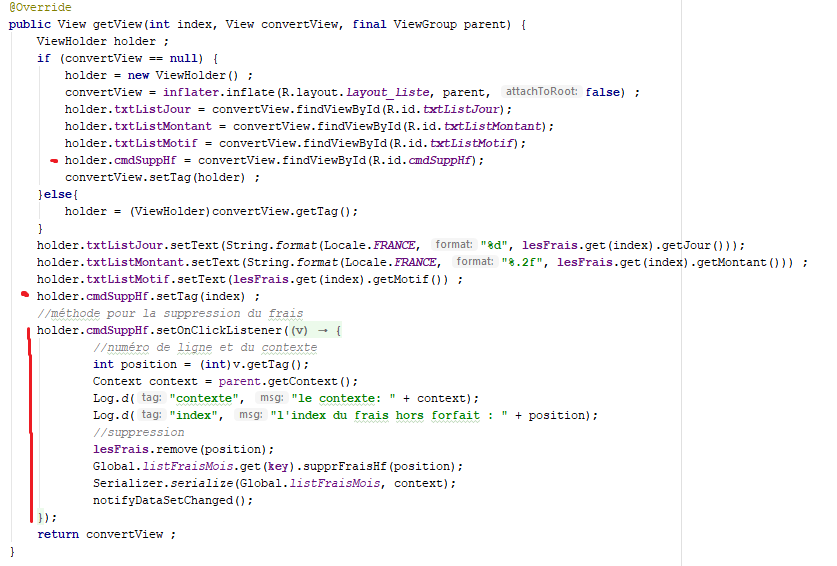 @Override
public View getView(int index, View convertView, final ViewGroup parent) {
ViewHolder holder ;
if (convertView == null) {
holder = new ViewHolder() ;
convertView = inflater.inflate(R.layout.layout_liste, parent, attachToRoot: false) ;
holder.txtListJour = convertView.findViewById(R.id.txtListJour);
holder.txtListMontant = convertView.findViewById(R.id.txtListMontant);
holder.txtListMotif = convertView.findViewById(R.id.txtListMotif);
holder.cmdSuppHf = convertView.findViewById(R.id.cmdSuppHf);
convertView.setTag(holder) ;
}else{
holder = (ViewHolder)convertView.getTag();
}
holder.txtListJour.setText(String.format(Locale.FRANCE, format: "%d", lesFrais.get(index).getJour()));
holder.txtListMontant.setText(String.format(Locale.FRANCE, format: "%.2f", lesFrais.get(index).getMontant())) ;
holder.txtListMotif.setText(lesFrais.get(index).getMotif()) ;
holder.cmdSuppHf.setTag(index) ;
//méthode pour la suppression du frais
holder.cmdSuppHf.setOnClickListener((v) → {
//numéro de ligne et du contexte
int position = (int)v.getTag();
Context context = parent.getContext();
Log.d( tag: "contexte", msg: "le contexte: " + context);
Log.d( tag: "index", msg: "l'index du frais hors forfait : " + position);
//suppression
lesFrais.remove(position);
Global.listFraisMois.get(key).supprFraisHf(position);
Serializer.serialize(Global.listFraisMois, context);
notifyDataSetChanged();
});
return convertView ;
}